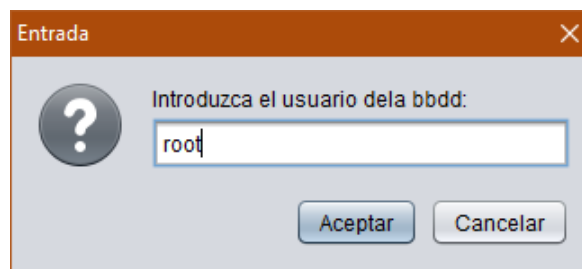 Entrada
Introduzca el usuario dela bbdd:
root
Aceptar Cancelar